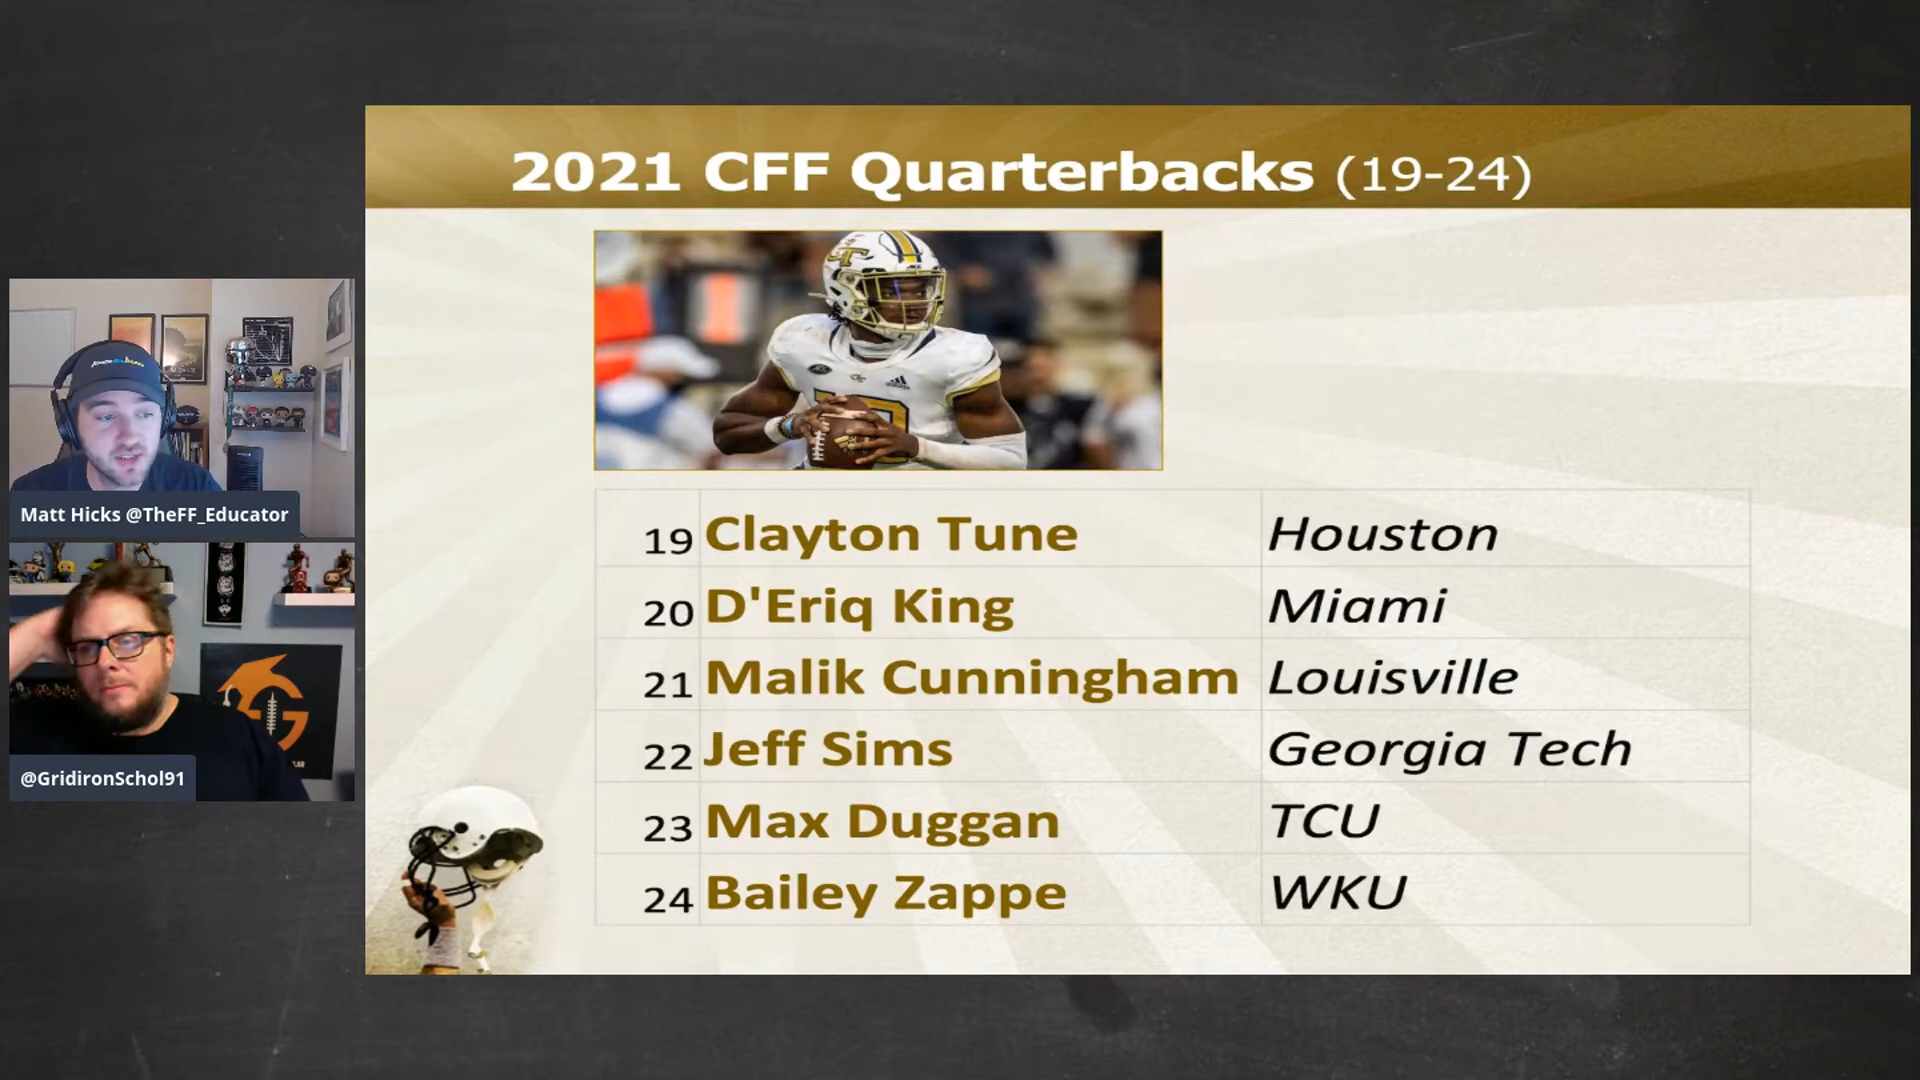 2021 CFF Quarterbacks (19-24)
Matt Hicks @TheFF_Educator
@GridironSchol91
19 Clayton Tune Houston
20 D'Eriq King Miami
21 Malik Cunningham Louisville
22 Jeff Sims Georgia Tech
23 Max Duggan TCU
24 Bailey Zappe WKU